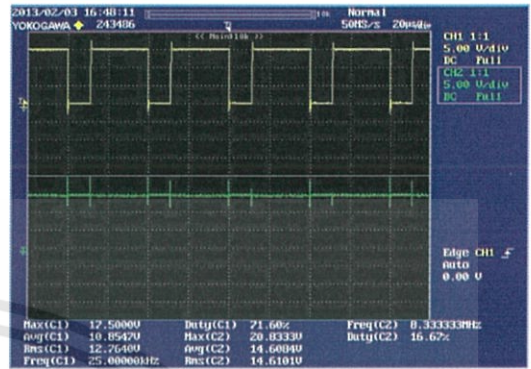 2013/02/03 16:48:11
Normal
YOKOGAWA 243486
50MS/s 20µs/div
<< Main:10k >>
CH1 1:1
5.00 V/div
DC Full
CH2 1:1
5.00 V/div
DC Full
Edge CH1
Auto
0.00 V
Max(C1) 17.5000V
Duty(C1) 71.60%
Freq(C2) 8.333333MHz
Avg(C1) 10.8547V
Max(C2) 20.8333V
Duty(C2) 16.67%
Rms(C1) 12.7640V
Avg(C2) 14.6084V
Freq(C1) 25.00000kHz
Rms(C2) 14.6101V